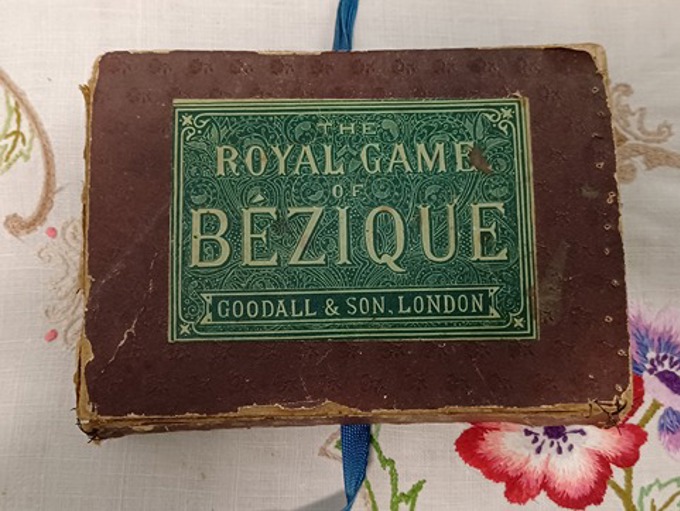 THE
ROYAL GAME
OF
BÉZIQUE
GOODALL & SON, LONDON